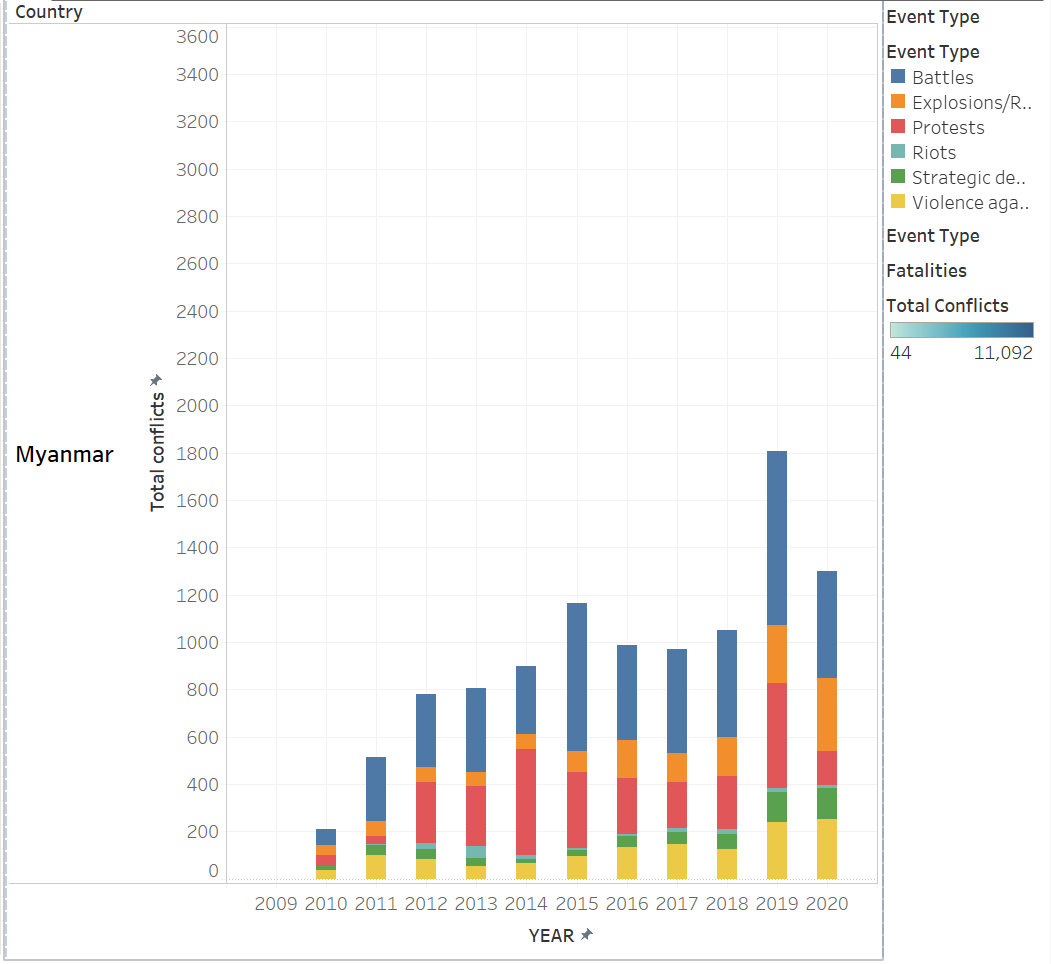 Country
Myanmar
Total conflicts
3600
3400
3200
3000
2800
2600
2400
2200
2000
1800
1600
1400
1200
1000
800
600
400
200
0
2009 2010 2011 2012 2013 2014 2015 2016 2017 2018 2019 2020
YEAR
Event Type
Event Type
Battles
Explosions/R..
Protests
Riots
Strategic de..
Violence aga..
Event Type
Fatalities
Total Conflicts
44 11,092